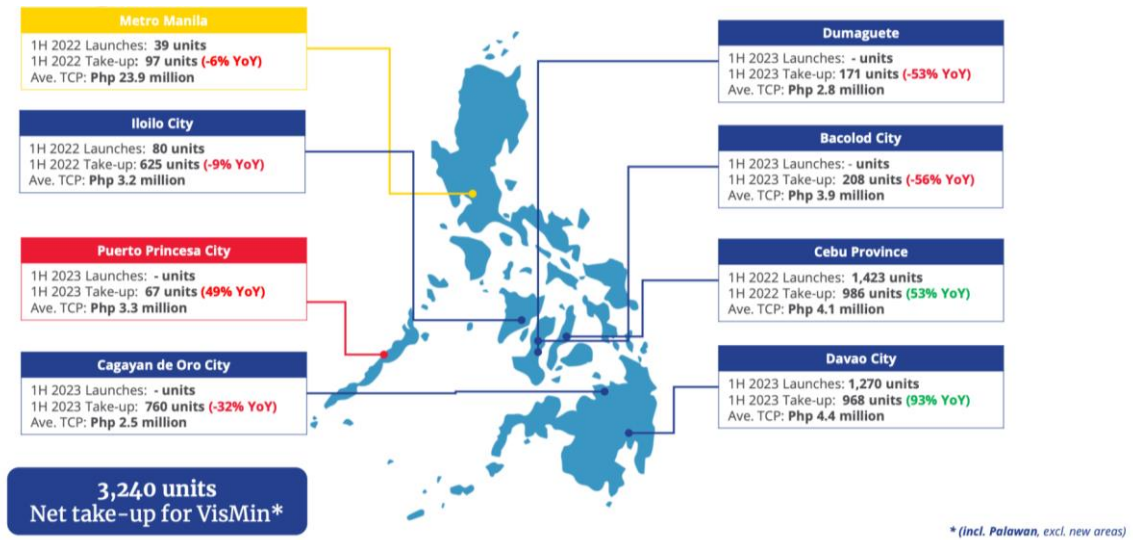 Metro Manila
1H 2022 Launches: 39 units
1H 2022 Take-up: 97 units (-6% YoY)
Ave. TCP: Php 23.9 million
Iloilo City
1H 2022 Launches: 80 units
1H 2022 Take-up: 625 units (-9% YoY)
Ave. TCP: Php 3.2 million
Puerto Princesa City
1H 2023 Launches: - units
1H 2023 Take-up: 67 units (49% YoY)
Ave. TCP: Php 3.3 million
Cagayan de Oro City
1H 2023 Launches: - units
1H 2023 Take-up: 760 units (-32% YoY)
Ave. TCP: Php 2.5 million
3,240 units
Net take-up for VisMin*
Dumaguete
1H 2023 Launches: - units
1H 2023 Take-up: 171 units (-53% YoY)
Ave. TCP: Php 2.8 million
Bacolod City
1H 2023 Launches: - units
1H 2023 Take-up: 208 units (-56% YoY)
Ave. TCP: Php 3.9 million
Cebu Province
1H 2022 Launches: 1,423 units
1H 2022 Take-up: 986 units (53% YoY)
Ave. TCP: Php 4.1 million
Davao City
1H 2023 Launches: 1,270 units
1H 2023 Take-up: 968 units (93% YoY)
Ave. TCP: Php 4.4 million
* (incl. Palawan, excl. new areas)